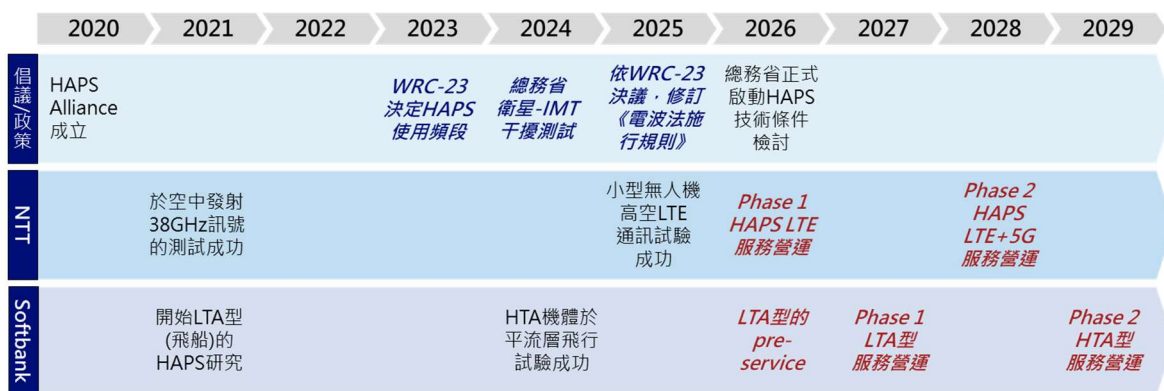 2020
2021
2022
2023
2024
2025
2026
2027
2028
2029
倡議/政策
HAPS
Alliance
成立
WRC-23
決定HAPS
使用頻段
總務省
衛星-IMT
干擾測試
依WRC-23
決議，修訂
《電波法施
行規則》
總務省正式
啟動HAPS
技術條件
檢討
NTT
於空中發射
38GHz訊號
的測試成功
小型無人機
高空LTE
通訊試驗
成功
Phase 1
HAPS LTE
服務營運
Phase 2
HAPS
LTE+5G
服務營運
Softbank
開始LTA型
(飛船)的
HAPS研究
HTA機體於
平流層飛行
試驗成功
LTA型的
pre-
service
Phase 1
LTA型
服務營運
Phase 2
HTA型
服務營運